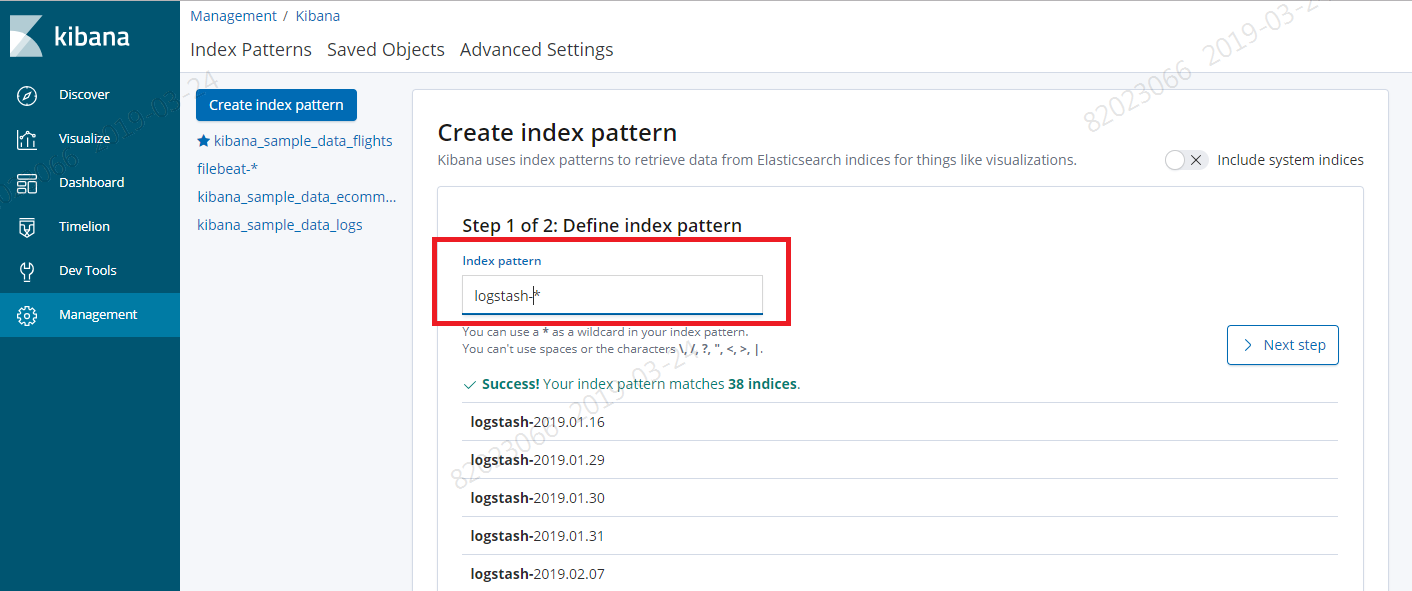 kibana
Discover
Visualize
Dashboard
Timelion
Dev Tools
Management
Management / Kibana
Index Patterns Saved Objects Advanced Settings
Create index pattern
kibana_sample_data_flights
filebeat-*
kibana_sample_data_ecomm...
kibana_sample_data_logs
Create index pattern
Kibana uses index patterns to retrieve data from Elasticsearch indices for things like visualizations.
Include system indices
Step 1 of 2: Define index pattern
Index pattern
logstash-*
You can use a * as a wildcard in your index pattern.
You can't use spaces or the characters \, /, ?, ", <, >, |.
Next step
Success! Your index pattern matches 38 indices.
logstash-2019.01.16
logstash-2019.01.29
logstash-2019.01.30
logstash-2019.01.31
logstash-2019.02.07
82023066 2019-03-24
82023066 2019-03-24